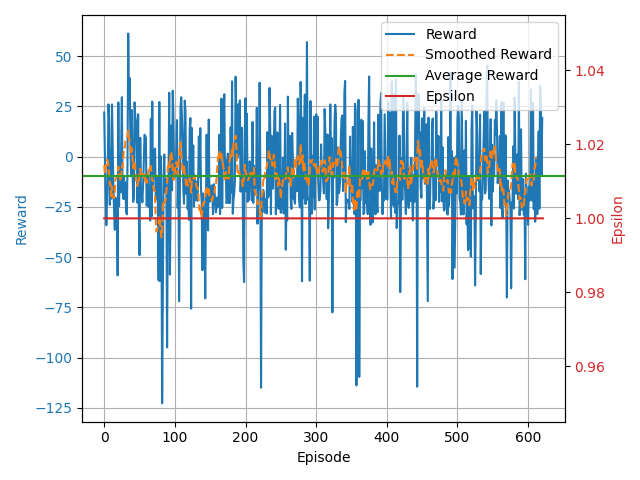 Reward
Smoothed Reward
Average Reward
Epsilon
50
25
0
−25
−50
−75
−100
−125
Reward
1.04
1.02
1.00
0.98
0.96
Epsilon
0 100 200 300 400 500 600
Episode